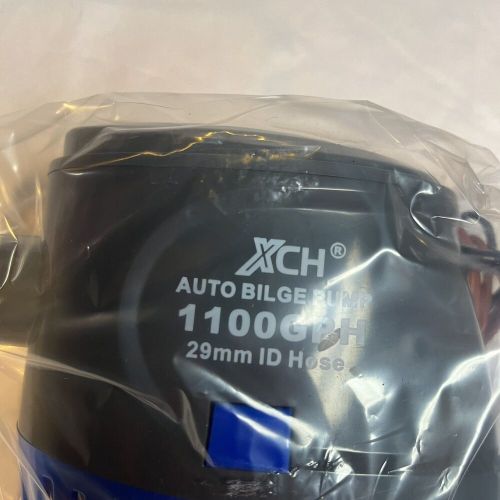 XCH®
AUTO BILGE PUMP
1100GPH
29mm ID Hose